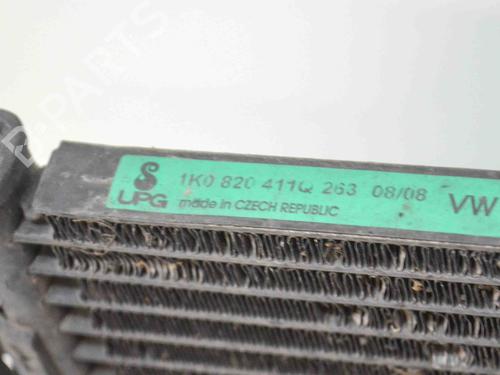 1K0 820 411Q 263 08/08 VW
UPG made in CZECH REPUBLIC